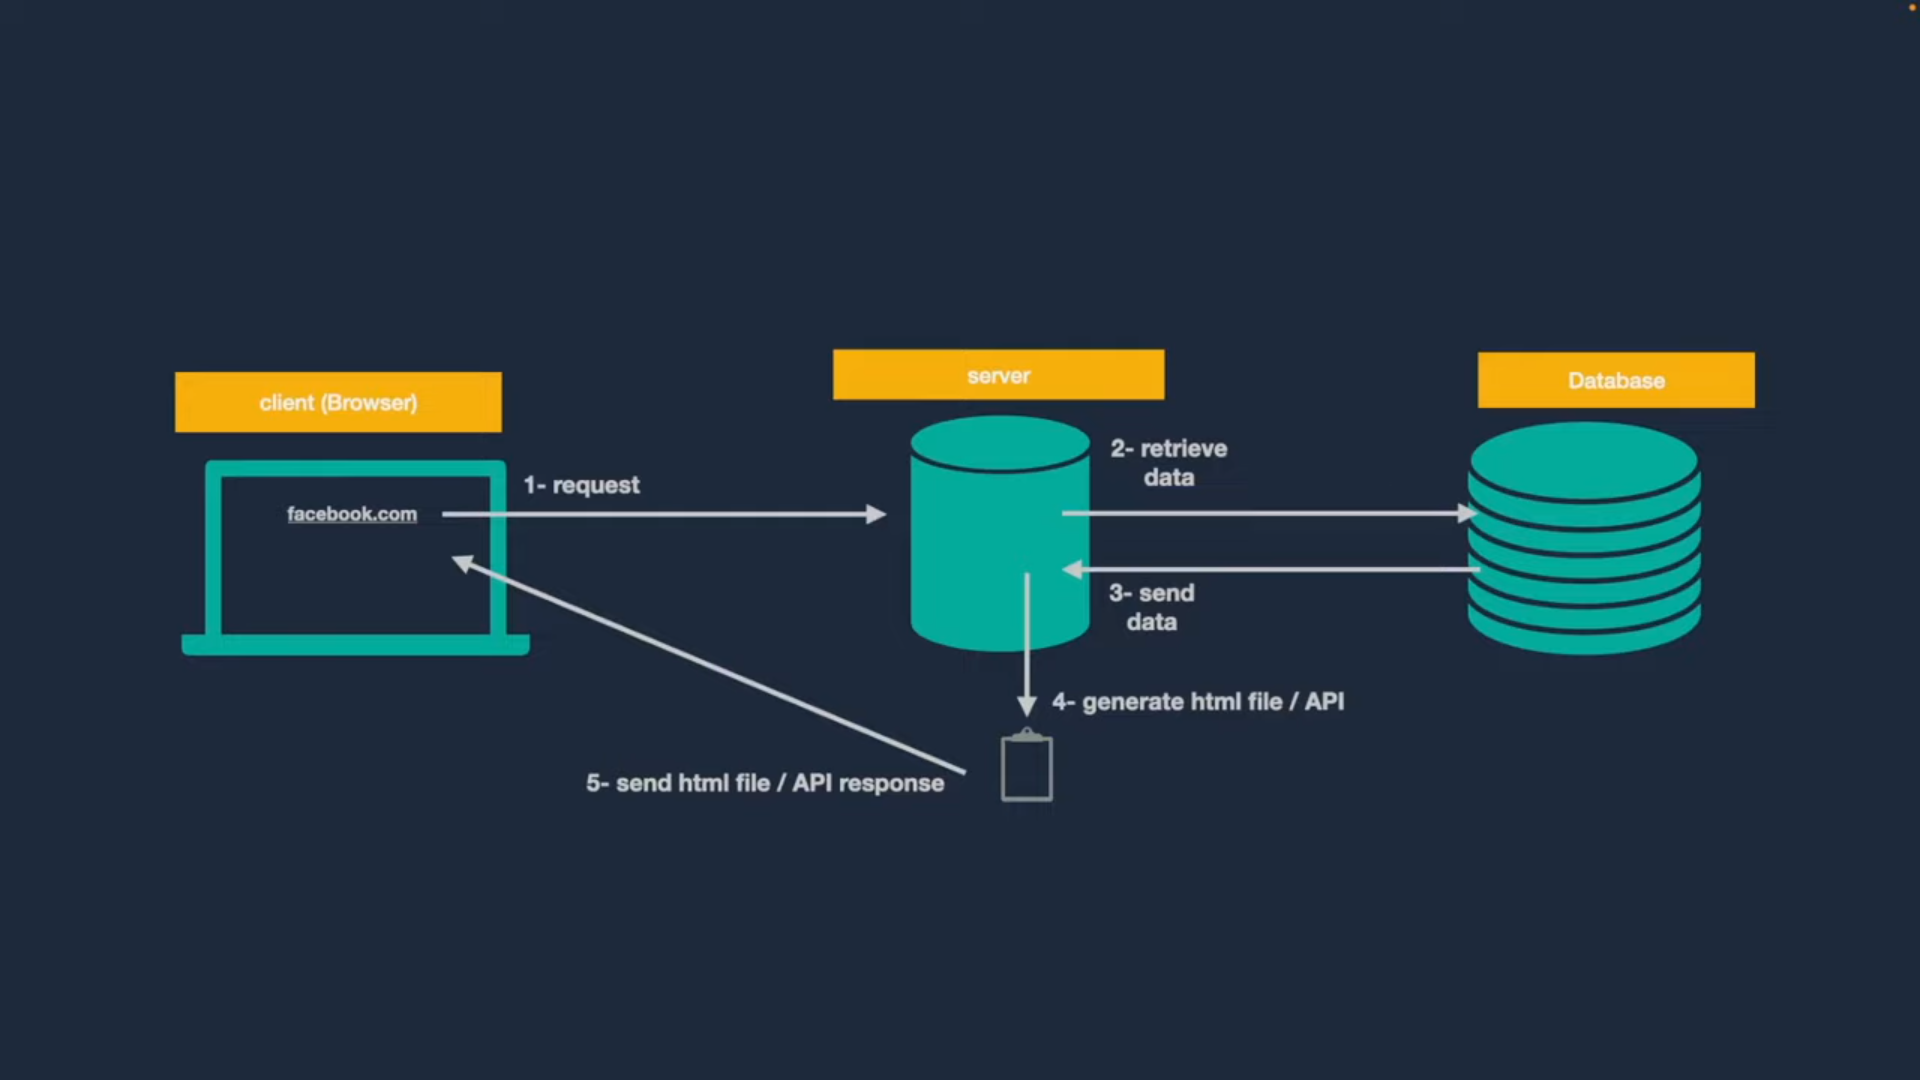 client (Browser)
server
Database
facebook.com
1- request
2- retrieve
data
3- send
data
4- generate html file / API
5- send html file / API response